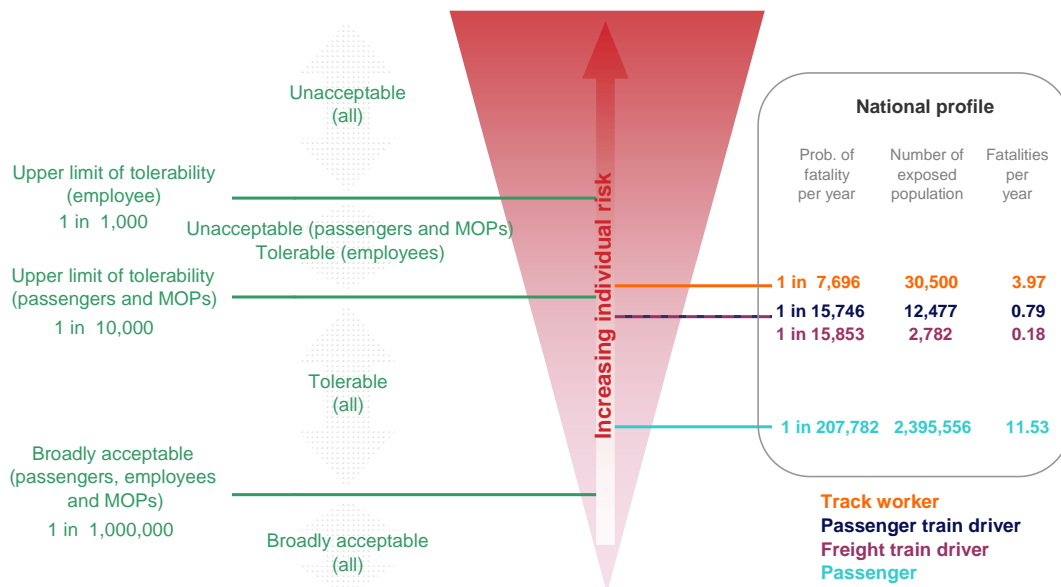 Unacceptable
(all)
Upper limit of tolerability
(employee)
1 in 1,000
Unacceptable (passengers and MOPs)
Tolerable (employees)
Upper limit of tolerability
(passengers and MOPs)
1 in 10,000
Tolerable
(all)
Broadly acceptable
(passengers, employees
and MOPs)
1 in 1,000,000
Broadly acceptable
(all)
Increasing individual risk
National profile
Prob. of
fatality
per year
Number of
exposed
population
Fatalities
per
year
1 in 7,696 30,500 3.97
1 in 15,746 12,477 0.79
1 in 15,853 2,782 0.18
1 in 207,782 2,395,556 11.53
Track worker
Passenger train driver
Freight train driver
Passenger